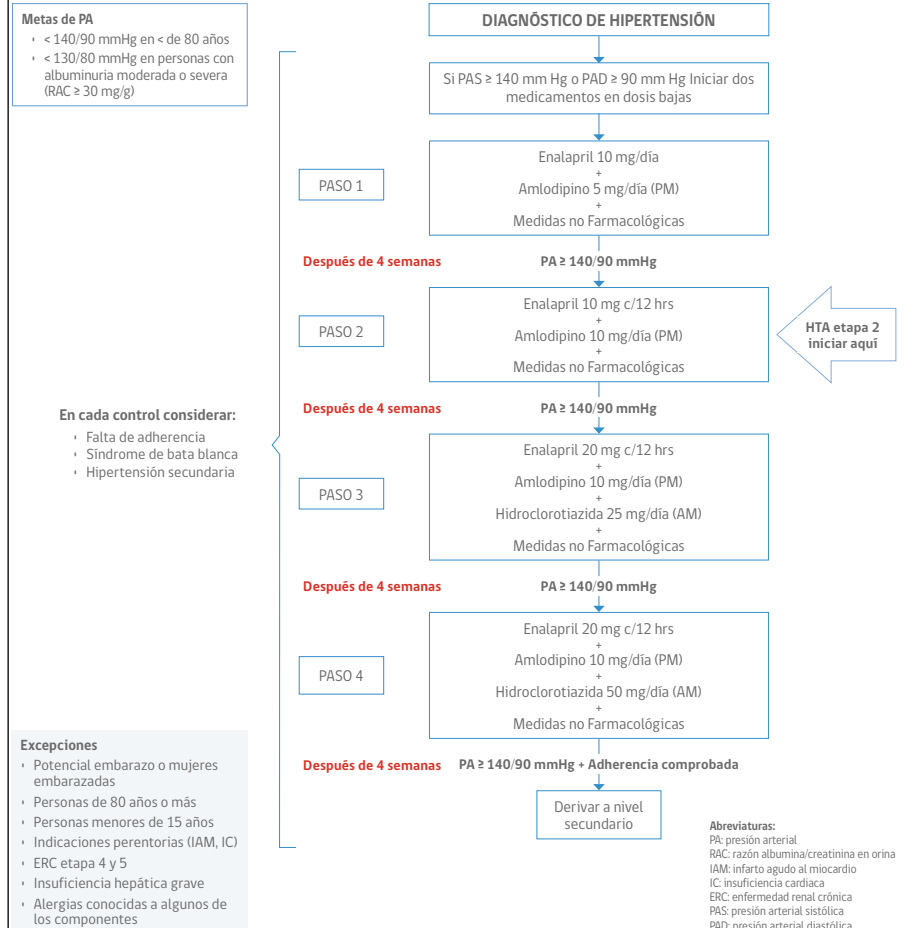 Metas de PA
· < 140/90 mmHg en < de 80 años
· < 130/80 mmHg en personas con
albuminuria moderada o severa
(RAC ≥ 30 mg/g)
DIAGNÓSTICO DE HIPERTENSIÓN
Si PAS ≥ 140 mm Hg o PAD ≥ 90 mm Hg Iniciar dos
medicamentos en dosis bajas
PASO 1
Enalapril 10 mg/día
+
Amlodipino 5 mg/día (PM)
+
Medidas no Farmacológicas
Después de 4 semanas
PA ≥ 140/90 mmHg
PASO 2
Enalapril 10 mg c/12 hrs
+
Amlodipino 10 mg/día (PM)
+
Medidas no Farmacológicas
HTA etapa 2
iniciar aquí
Después de 4 semanas
PA ≥ 140/90 mmHg
En cada control considerar:
· Falta de adherencia
· Síndrome de bata blanca
· Hipertensión secundaria
PASO 3
Enalapril 20 mg c/12 hrs
+
Amlodipino 10 mg/día (PM)
+
Hidroclorotiazida 25 mg/día (AM)
+
Medidas no Farmacológicas
Después de 4 semanas
PA ≥ 140/90 mmHg
PASO 4
Enalapril 20 mg c/12 hrs
+
Amlodipino 10 mg/día (PM)
+
Hidroclorotiazida 50 mg/día (AM)
+
Medidas no Farmacológicas
Después de 4 semanas
PA ≥ 140/90 mmHg + Adherencia comprobada
Derivar a nivel
secundario
Excepciones
· Potencial embarazo o mujeres
embarazadas
· Personas de 80 años o más
· Personas menores de 15 años
· Indicaciones perentorias (IAM, IC)
· ERC etapa 4 y 5
· Insuficiencia hepática grave
· Alergias conocidas a algunos de
los componentes
Abreviaturas:
PA: presión arterial
RAC: razón albumina/creatinina en orina
IAM: infarto agudo al miocardio
IC: insuficiencia cardiaca
ERC: enfermedad renal crónica
PAS: presión arterial sistólica
PAD: presión arterial diastólica